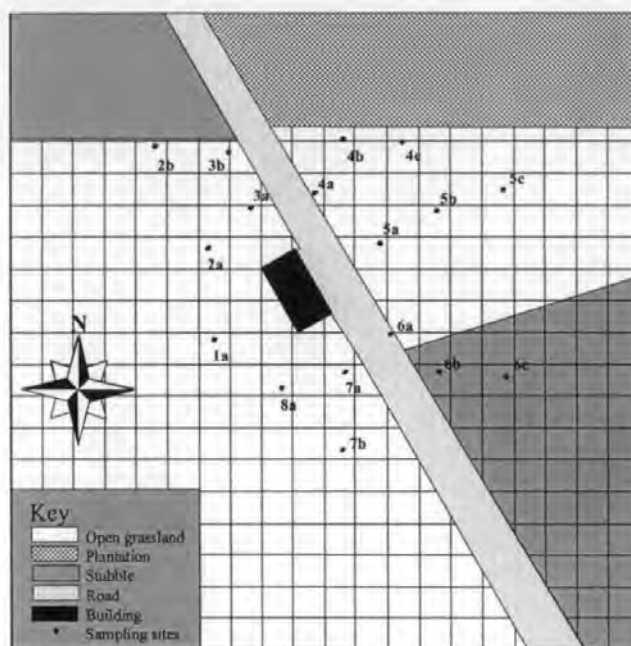 2b
3b
4b
4c
3a
4a
5a
5b
5c
2a
6a
1a
7a
8a
6b
6c
7b
N
Key
Open grassland
Plantation
Stubble
Road
Building
Sampling sites